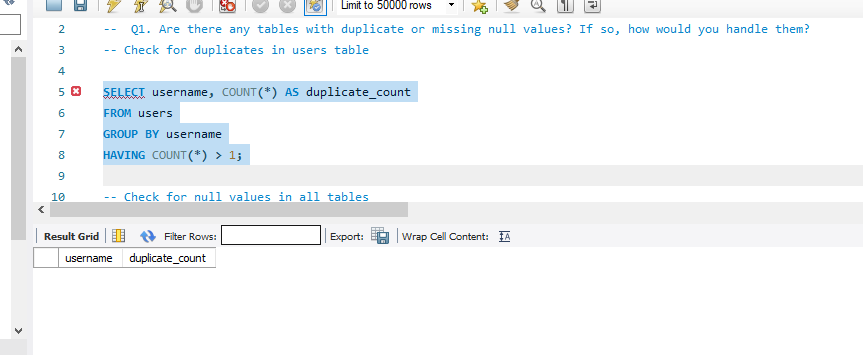 Limit to 50000 rows
2 -- Q1. Are there any tables with duplicate or missing null values? If so, how would you handle them?
3 -- Check for duplicates in users table
4
5 SELECT username, COUNT(*) AS duplicate_count
6 FROM users
7 GROUP BY username
8 HAVING COUNT(*) > 1;
9
10 -- Check for null values in all tables
Result Grid Filter Rows: Export: Wrap Cell Content:
username duplicate_count